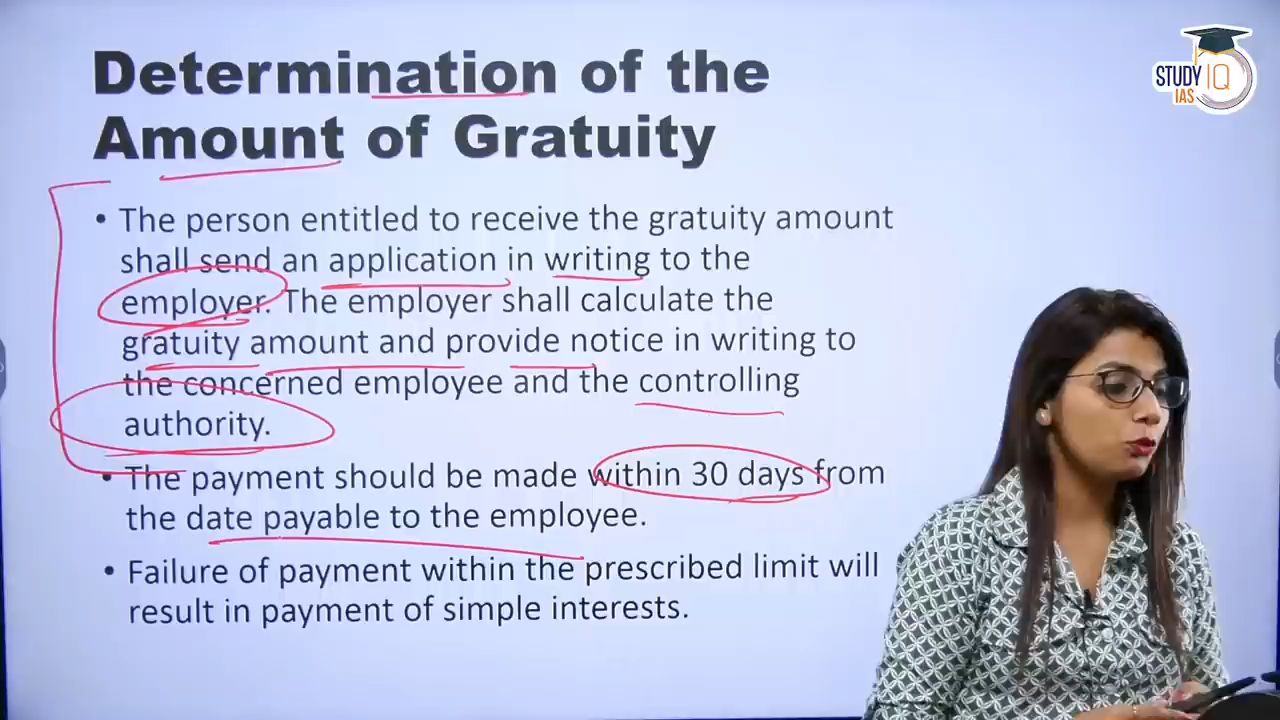 Determination of the
Amount of Gratuity
• The person entitled to receive the gratuity amount
shall send an application in writing to the
employer. The employer shall calculate the
gratuity amount and provide notice in writing to
the concerned employee and the controlling
authority.
• The payment should be made within 30 days from
the date payable to the employee.
• Failure of payment within the prescribed limit will
result in payment of simple interests.
STUDY IQ
IAS